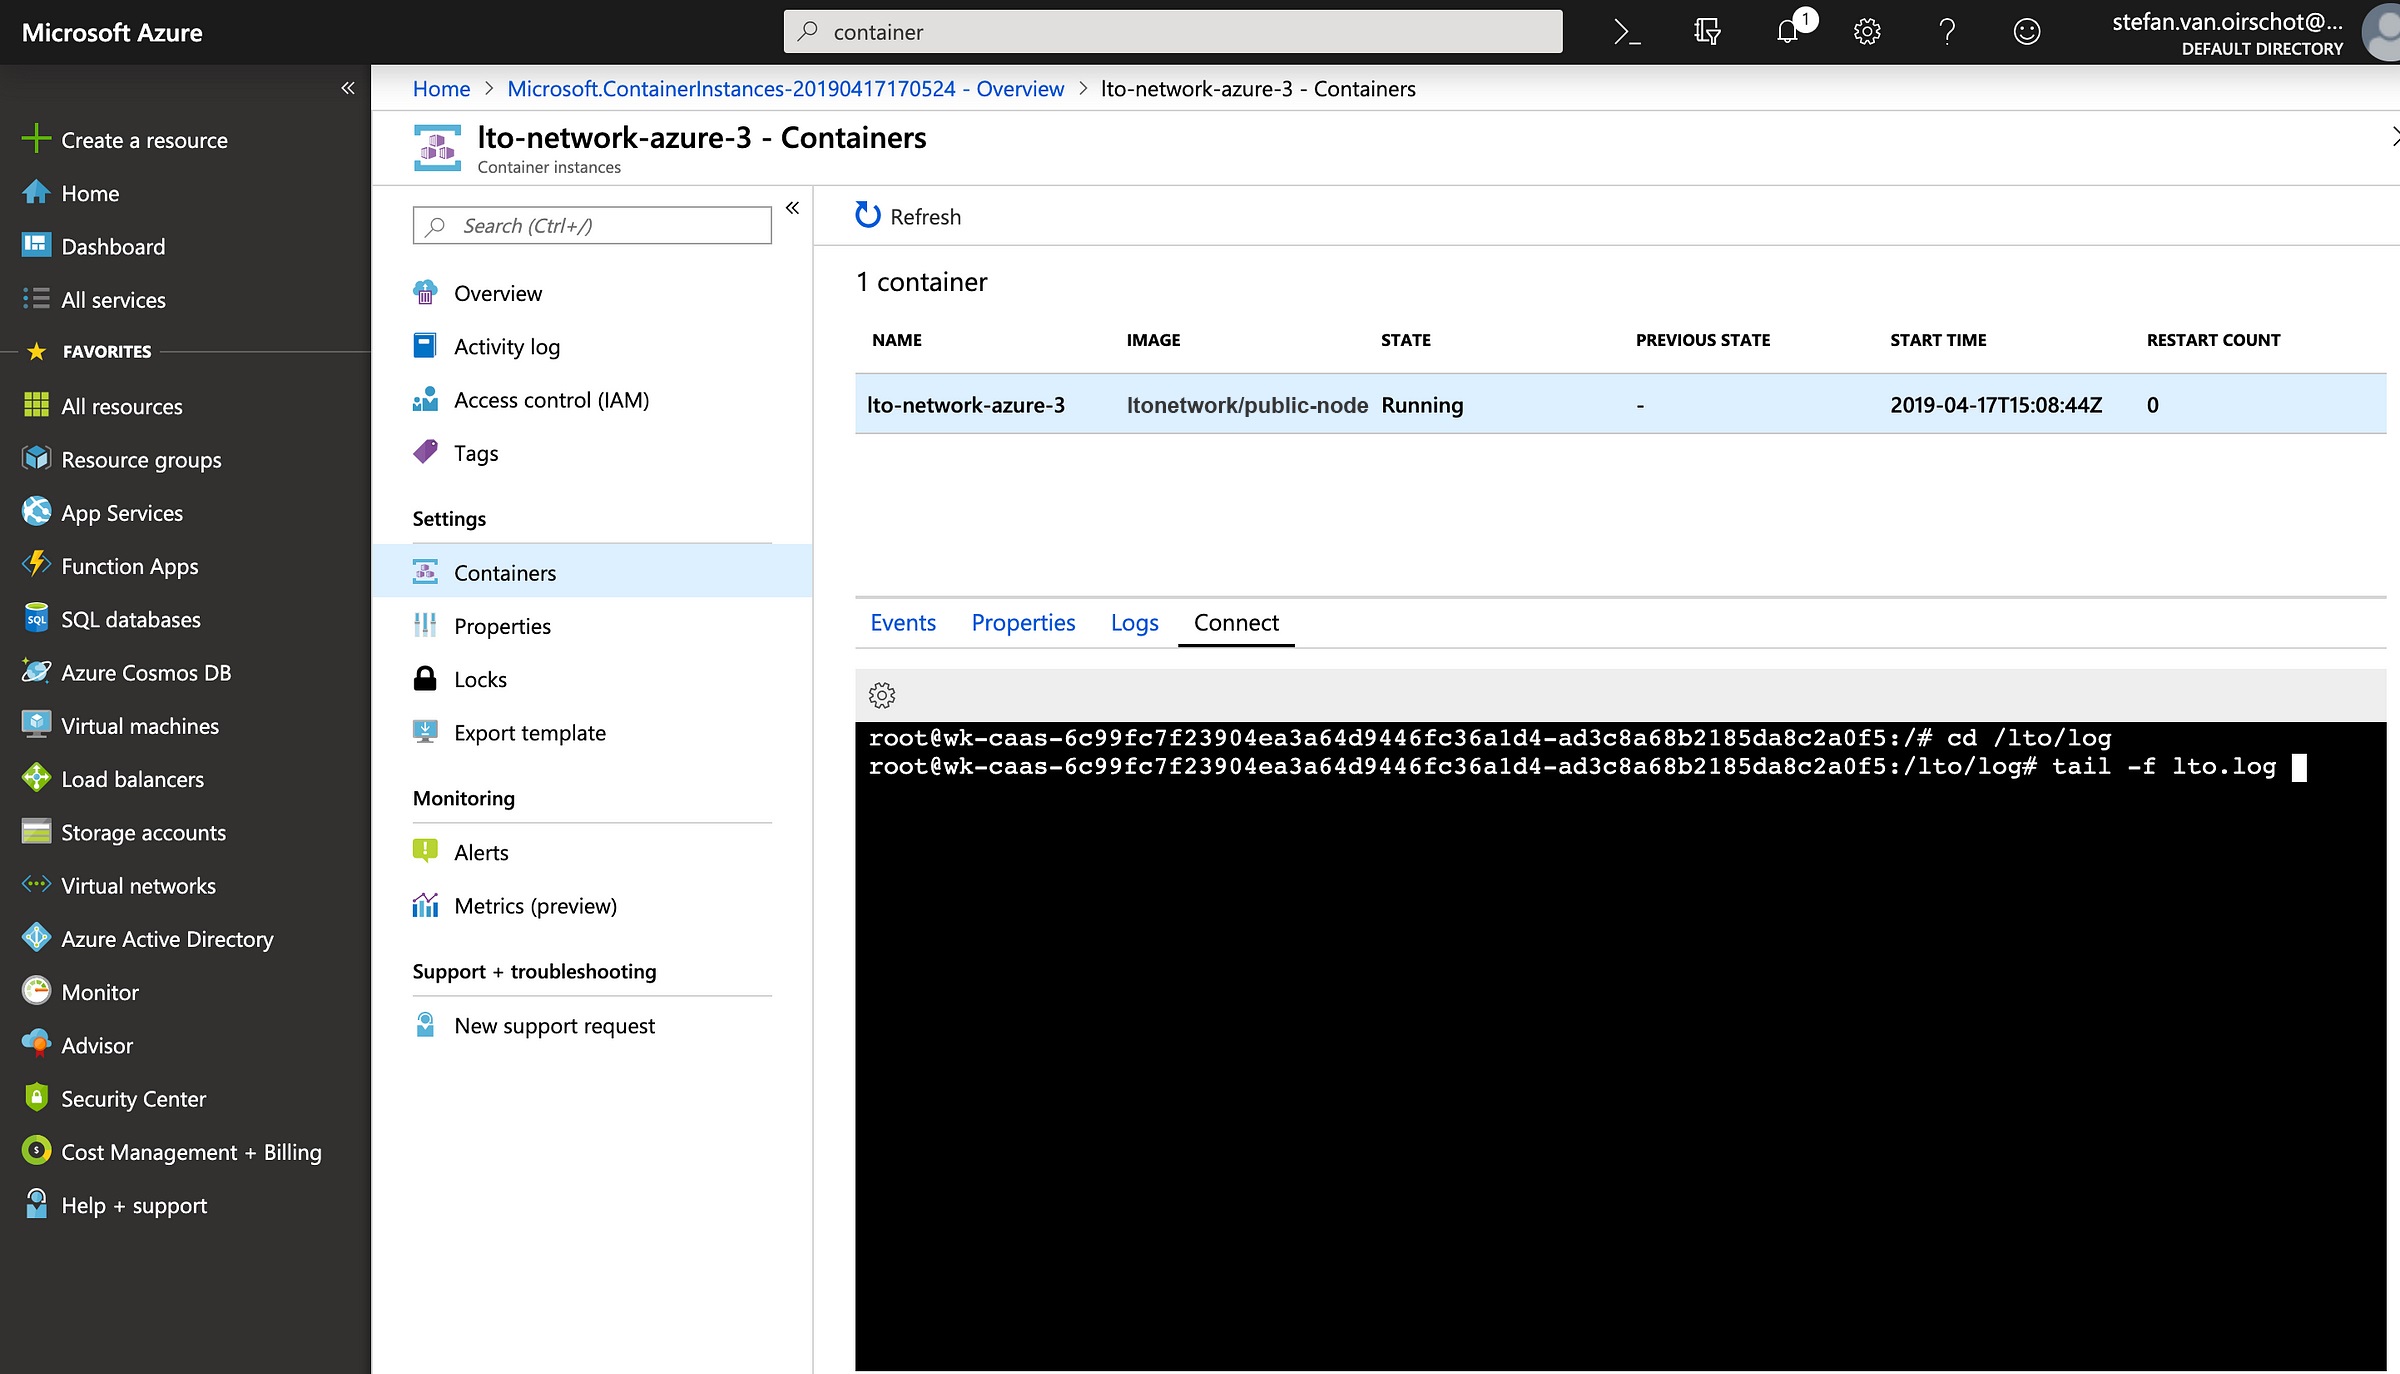 Microsoft Azure
container
1
stefan.van.oirschot@...
DEFAULT DIRECTORY
Home > Microsoft.ContainerInstances-20190417170524 - Overview > lto-network-azure-3 - Containers
lto-network-azure-3 - Containers
Container instances
Create a resource
Home
Dashboard
All services
FAVORITES
All resources
Resource groups
App Services
Function Apps
SQL databases
Azure Cosmos DB
Virtual machines
Load balancers
Storage accounts
Virtual networks
Azure Active Directory
Monitor
Advisor
Security Center
Cost Management + Billing
Help + support
Search (Ctrl+/)
Overview
Activity log
Access control (IAM)
Tags
Settings
Containers
Properties
Locks
Export template
Monitoring
Alerts
Metrics (preview)
Support + troubleshooting
New support request
Refresh
1 container
NAME IMAGE STATE PREVIOUS STATE START TIME RESTART COUNT
lto-network-azure-3 ltonetwork/public-node Running - 2019-04-17T15:08:44Z 0
Events Properties Logs Connect
root@wk-caas-6c99fc7f23904ea3a64d9446fc36a1d4-ad3c8a68b2185da8c2a0f5:/# cd /lto/log
root@wk-caas-6c99fc7f23904ea3a64d9446fc36a1d4-ad3c8a68b2185da8c2a0f5:/lto/log# tail -f lto.log